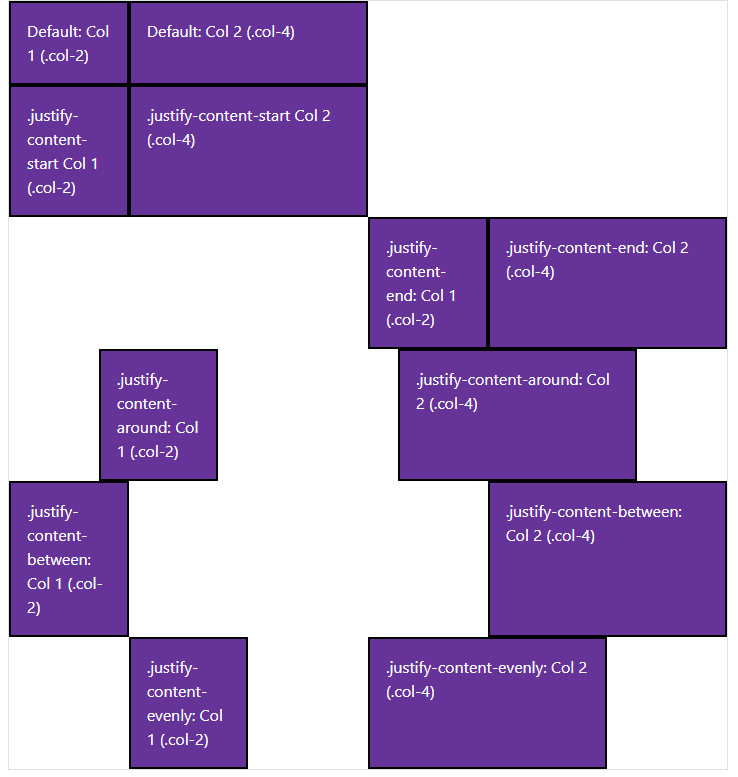 Default: Col
1 (.col-2)
Default: Col 2 (.col-4)
.justify-
content-
start Col 1
(.col-2)
.justify-content-start Col 2
(.col-4)
.justify-
content-
end: Col 1
(.col-2)
.justify-content-end: Col 2
(.col-4)
.justify-
content-
around: Col
1 (.col-2)
.justify-content-around: Col
2 (.col-4)
.justify-
content-
between:
Col 1 (.col-
2)
.justify-content-between:
Col 2 (.col-4)
.justify-
content-
evenly: Col
1 (.col-2)
.justify-content-evenly: Col 2
(.col-4)